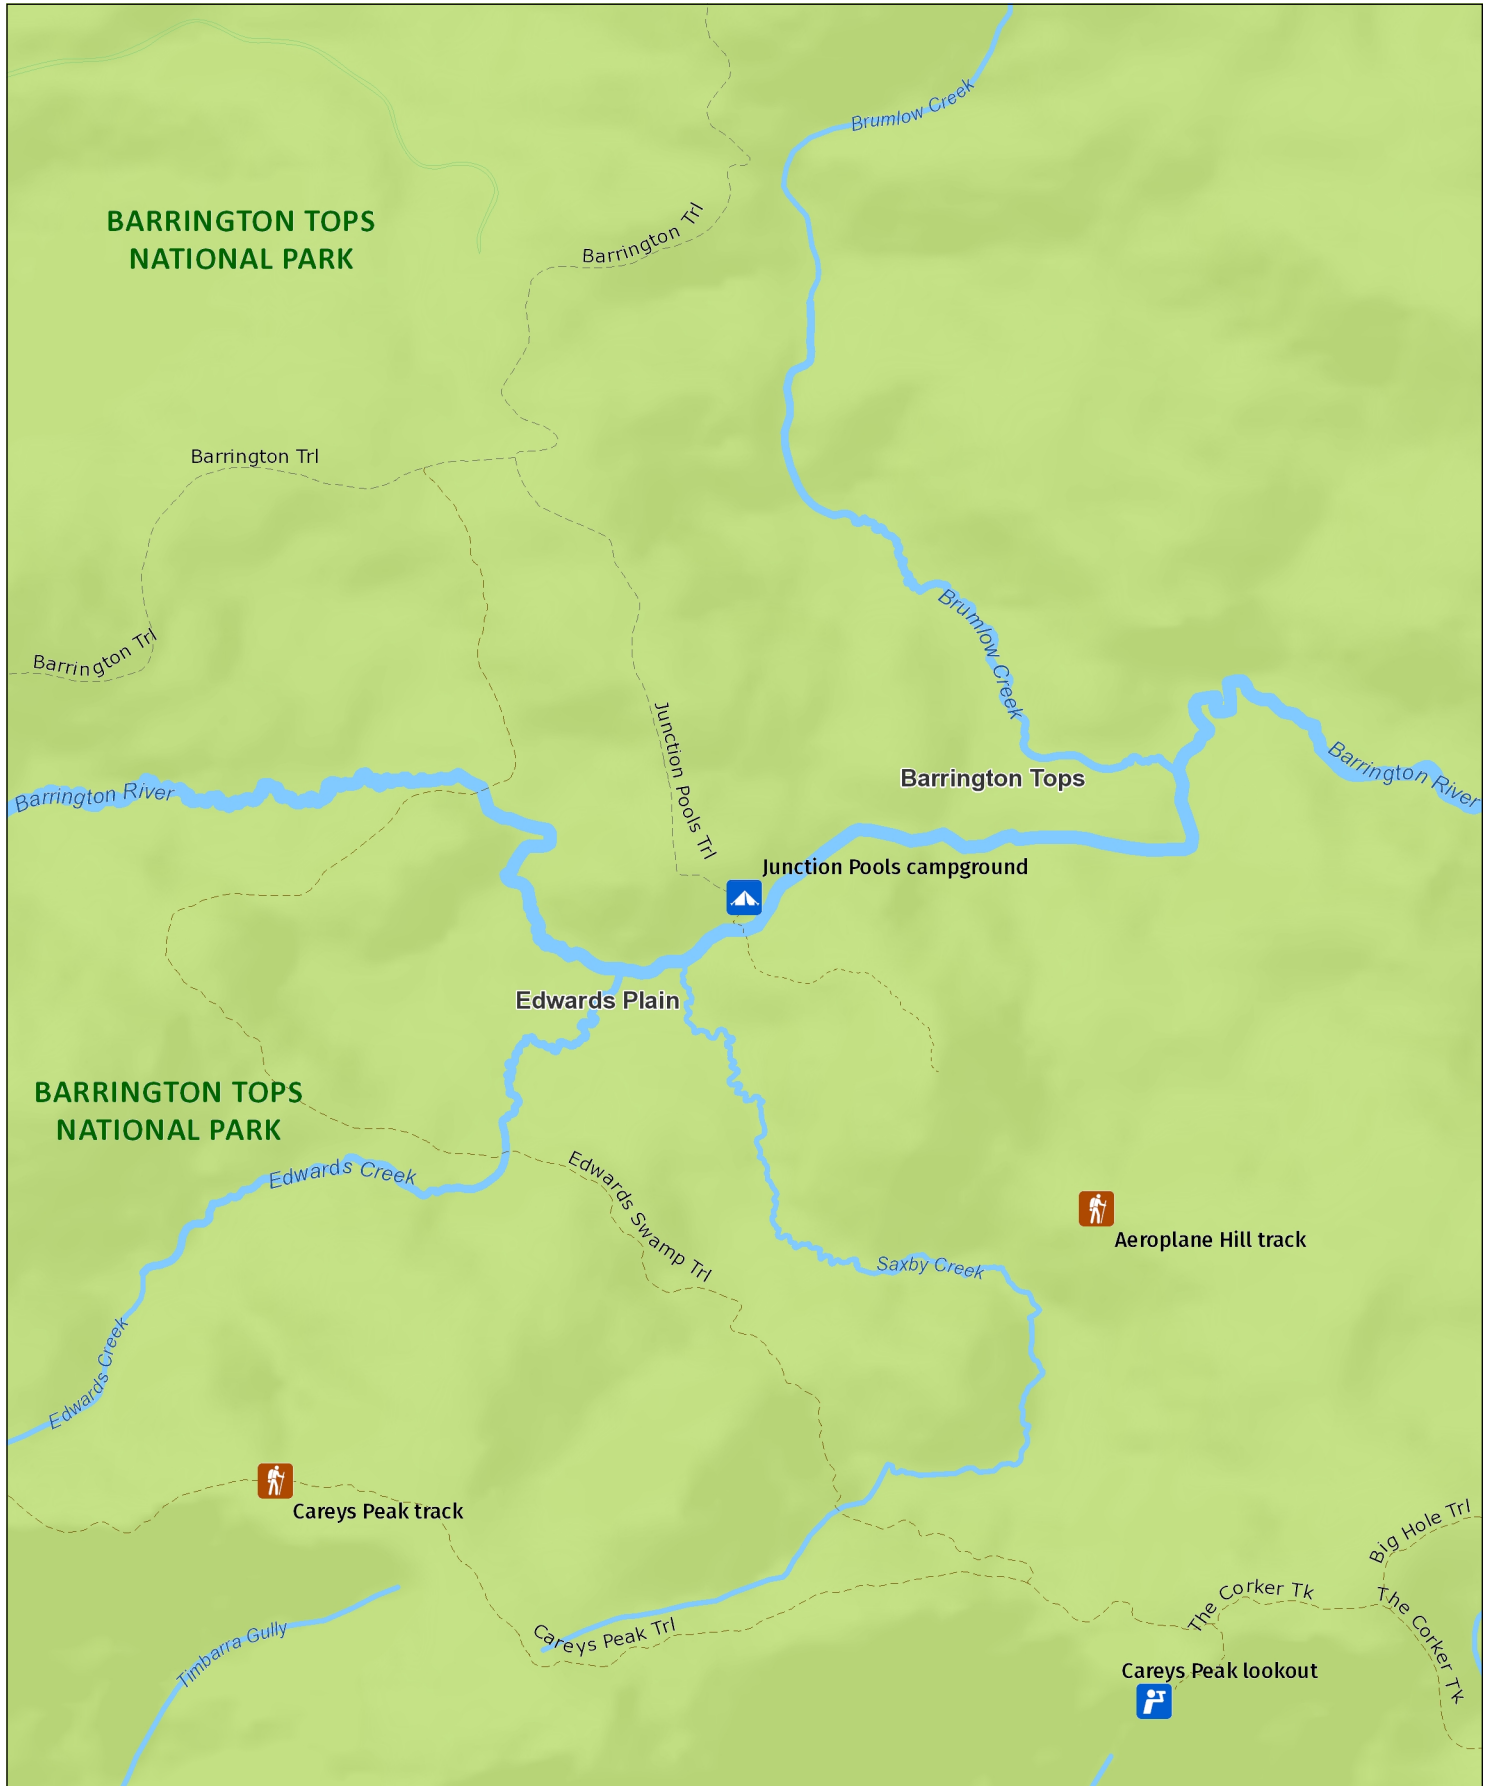 Brumlow Creek
BARRINGTON TOPS
NATIONAL PARK
Barrington Trl
Barrington Trl
Brumlow Creek
Barrington Trl
Junction Pools Trl
Barrington River
Barrington Tops
Barrington River
Junction Pools campground
Edwards Plain
BARRINGTON TOPS
NATIONAL PARK
Edwards Creek
Edwards Swamp Trl
Aeroplane Hill track
Saxby Creek
Edwards Creek
Careys Peak track
Big Hole Trl
The Corker Tk
The Corker Tk
Careys Peak Trl
Timbarra Gully
Careys Peak lookout